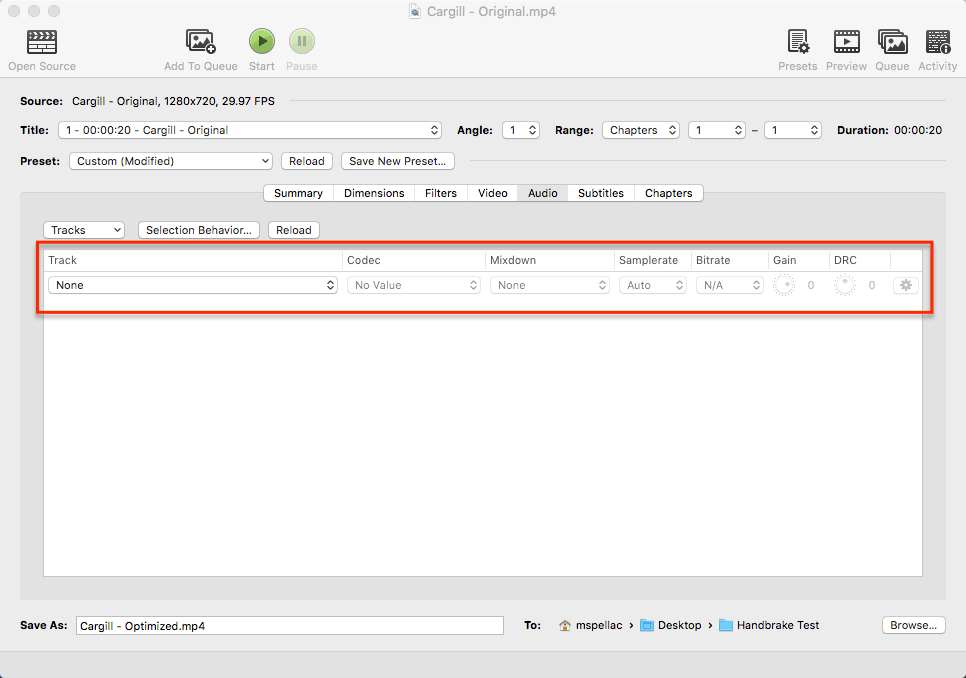 Cargill - Original.mp4
Open Source Add To Queue Start Pause Presets Preview Queue Activity
Source: Cargill - Original, 1280x720, 29.97 FPS
Title: 1 - 00:00:20 - Cargill - Original Angle: 1 Range: Chapters 1 – 1 Duration: 00:00:20
Preset: Custom (Modified) Reload Save New Preset...
Summary Dimensions Filters Video Audio Subtitles Chapters
Tracks Selection Behavior... Reload
Track Codec Mixdown Samplerate Bitrate Gain DRC
None No Value None Auto N/A 0 0
Save As: Cargill - Optimized.mp4 To: mspellac › Desktop › Handbrake Test Browse...